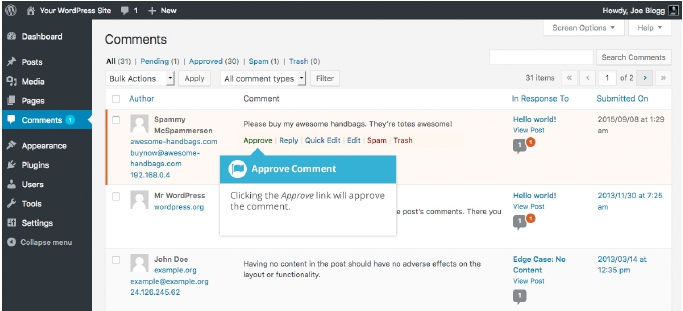 Your WordPress Site 1 + New Howdy, Joe Blogg
Screen Options Help
Dashboard
Posts
Media
Pages
Comments 1
Appearance
Plugins
Users
Tools
Settings
Collapse menu
Comments
All (31) | Pending (1) | Approved (30) | Spam (1) | Trash (0)
Search Comments
Bulk Actions Apply All comment types Filter 31 items « ‹ 1 of 2 › »
Author Comment In Response To Submitted On
Spammy
McSpammerson
awesome-handbags.com
buynow@awesome-
handbags.com
192.168.0.4
Please buy my awesome handbags. They're totes awesome!
Approve | Reply | Quick Edit | Edit | Spam | Trash
Hello world!
View Post
1 1
2015/09/08 at 1:29
am
Approve Comment
Clicking the Approve link will approve
the comment.
Mr WordPress
wordpress.org
e post's comments. There you
Hello world!
View Post
1 1
2013/11/30 at 7:25
am
John Doe
example.org
example@example.org
24.126.245.62
Having no content in the post should have no adverse effects on the
layout or functionality.
Edge Case: No
Content
View Post
1
2013/03/14 at
12:35 pm